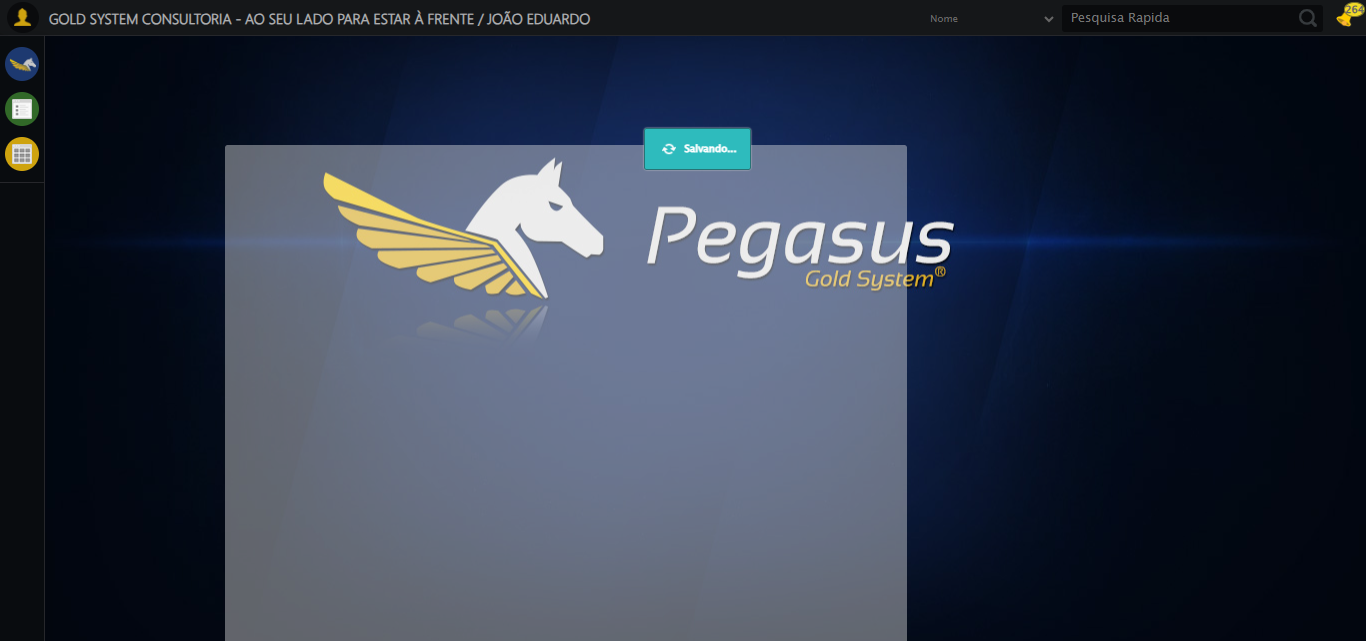 GOLD SYSTEM CONSULTORIA - AO SEU LADO PARA ESTAR À FRENTE / JOÃO EDUARDO
Nome
Pesquisa Rapida
264
Salvando...
Pegasus
Gold System®